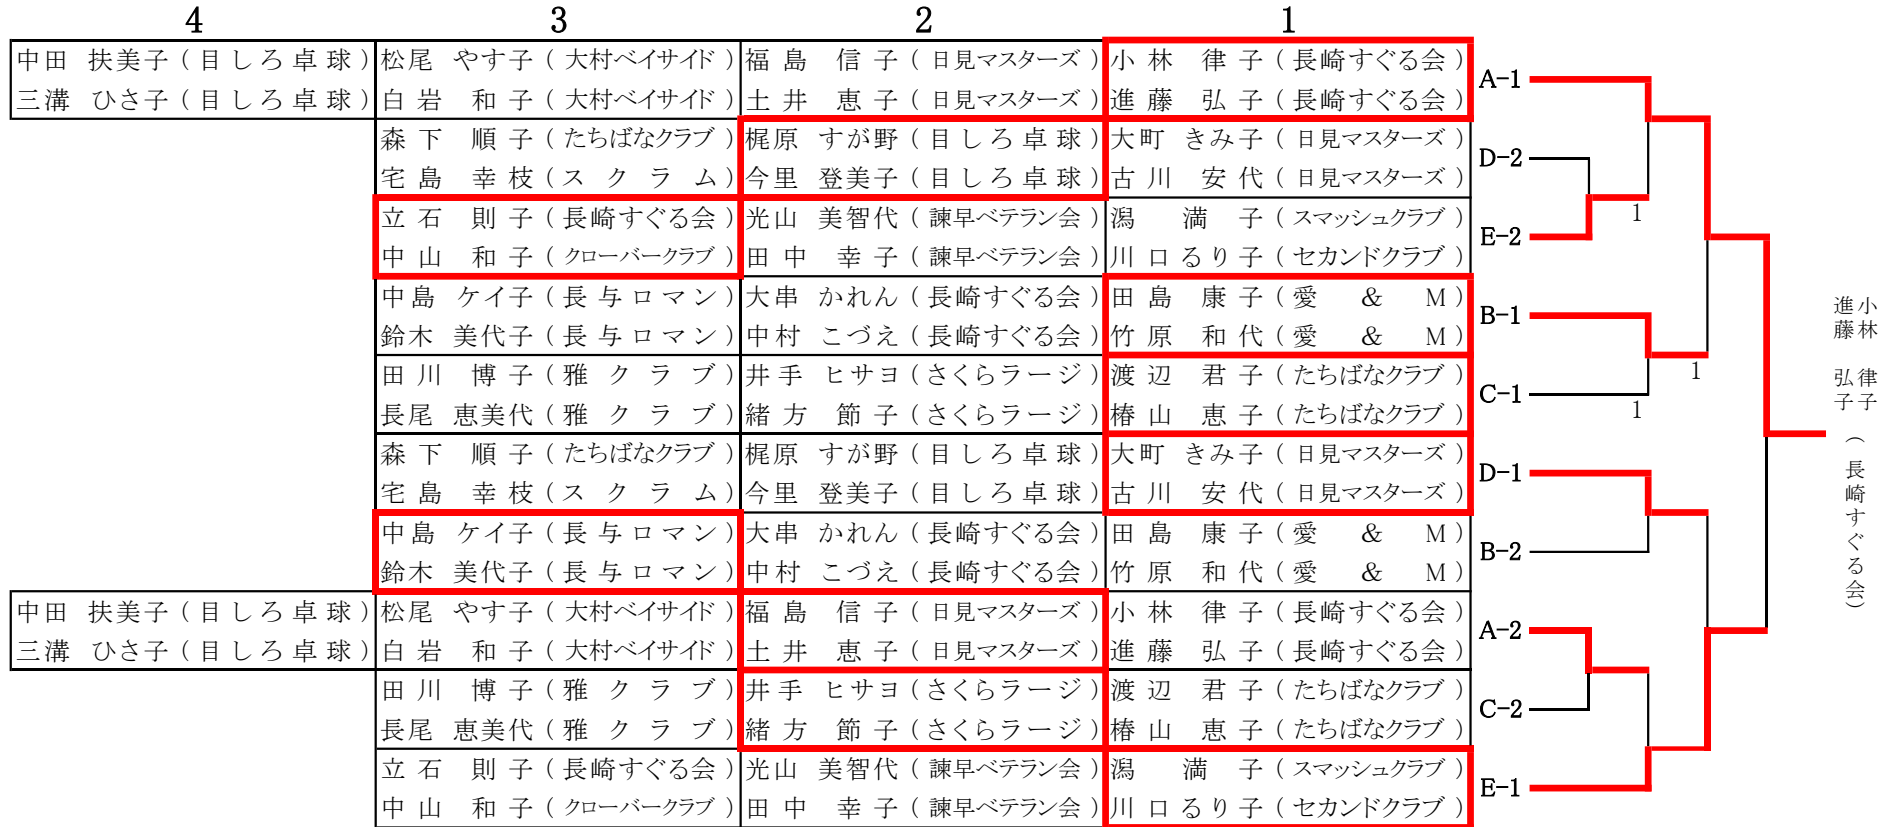 4 3 2 1
中田 扶美子(目しろ卓球) 松尾 やす子(大村ベイサイド) 福島 信子(日見マスターズ) 小林 律子(長崎すぐる会)
A-1
三溝 ひさ子(目しろ卓球) 白岩 和子(大村ベイサイド) 土井 恵子(日見マスターズ) 進藤 弘子(長崎すぐる会)
森下 順子(たちばなクラブ) 梶原 すが野(目しろ卓球) 大町 きみ子(日見マスターズ)
D-2
宅島 幸枝(スクラム) 今里 登美子(目しろ卓球) 古川 安代(日見マスターズ)
立石 則子(長崎すぐる会) 光山 美智代(諫早ベテラン会) 潟 満子(スマッシュクラブ)
1
E-2
中山 和子(クローバークラブ) 田中 幸子(諫早ベテラン会) 川口るり子(セカンドクラブ)
中島 ケイ子(長与ロマン) 大串 かれん(長崎すぐる会) 田島 康子(愛 & M)
B-1
鈴木 美代子(長与ロマン) 中村 こづえ(長崎すぐる会) 竹原 和代(愛 & M)
田川 博子(雅クラブ) 井手 ヒサヨ(さくらラージ) 渡辺 君子(たちばなクラブ)
1
C-1
長尾 恵美代(雅クラブ) 緒方 節子(さくらラージ) 椿山 恵子(たちばなクラブ)
1
森下 順子(たちばなクラブ) 梶原 すが野(目しろ卓球) 大町 きみ子(日見マスターズ)
D-1
宅島 幸枝(スクラム) 今里 登美子(目しろ卓球) 古川 安代(日見マスターズ)
中島 ケイ子(長与ロマン) 大串 かれん(長崎すぐる会) 田島 康子(愛 & M)
B-2
鈴木 美代子(長与ロマン) 中村 こづえ(長崎すぐる会) 竹原 和代(愛 & M)
中田 扶美子(目しろ卓球) 松尾 やす子(大村ベイサイド) 福島 信子(日見マスターズ) 小林 律子(長崎すぐる会)
A-2
三溝 ひさ子(目しろ卓球) 白岩 和子(大村ベイサイド) 土井 恵子(日見マスターズ) 進藤 弘子(長崎すぐる会)
田川 博子(雅クラブ) 井手 ヒサヨ(さくらラージ) 渡辺 君子(たちばなクラブ)
C-2
長尾 恵美代(雅クラブ) 緒方 節子(さくらラージ) 椿山 恵子(たちばなクラブ)
立石 則子(長崎すぐる会) 光山 美智代(諫早ベテラン会) 潟 満子(スマッシュクラブ)
E-1
中山 和子(クローバークラブ) 田中 幸子(諫早ベテラン会) 川口るり子(セカンドクラブ)
小林 律子
進藤 弘子
(長崎すぐる会)